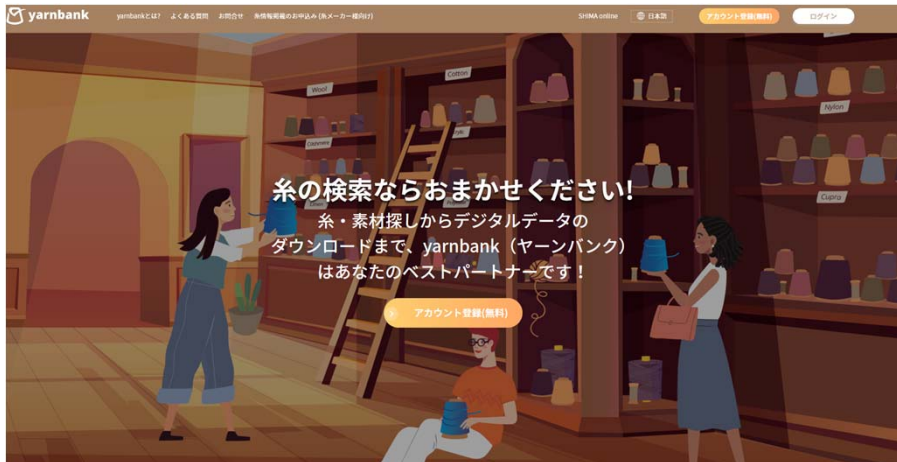 yarnbank
yarnbankとは?
よくある質問
お問合せ
糸情報掲載のお申込み (糸メーカー様向け)
SHIMA online
日本語
アカウント登録(無料)
ログイン
Wool
Cotton
Cashmere
Nylon
Cupra
糸の検索ならおまかせください!
糸・素材探しからデジタルデータの
ダウンロードまで、yarnbank（ヤーンバンク）
はあなたのベストパートナーです！
アカウント登録(無料)